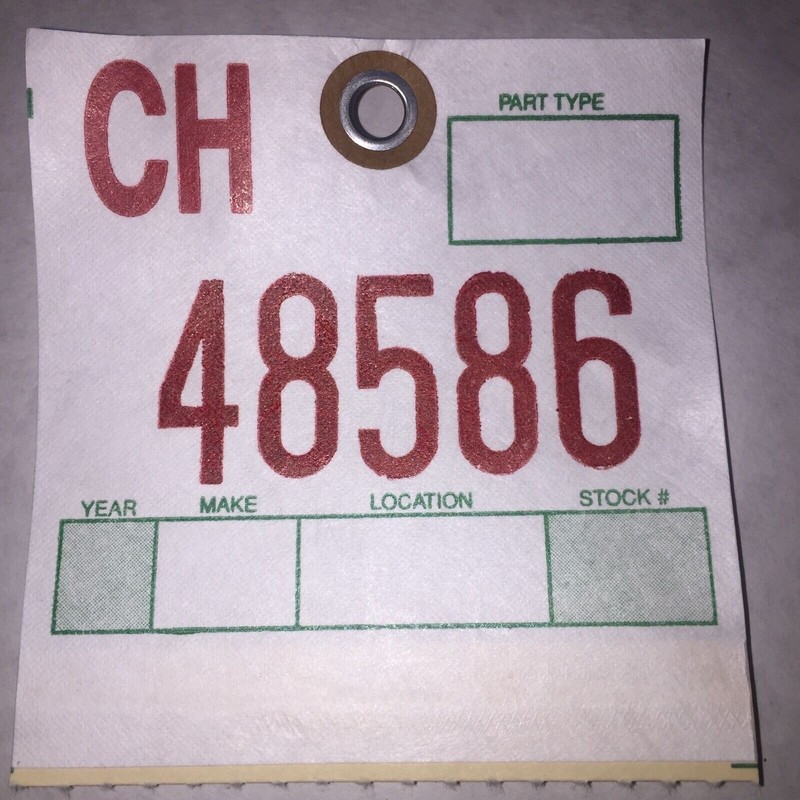 CH
PART TYPE
48586
YEAR MAKE LOCATION STOCK #